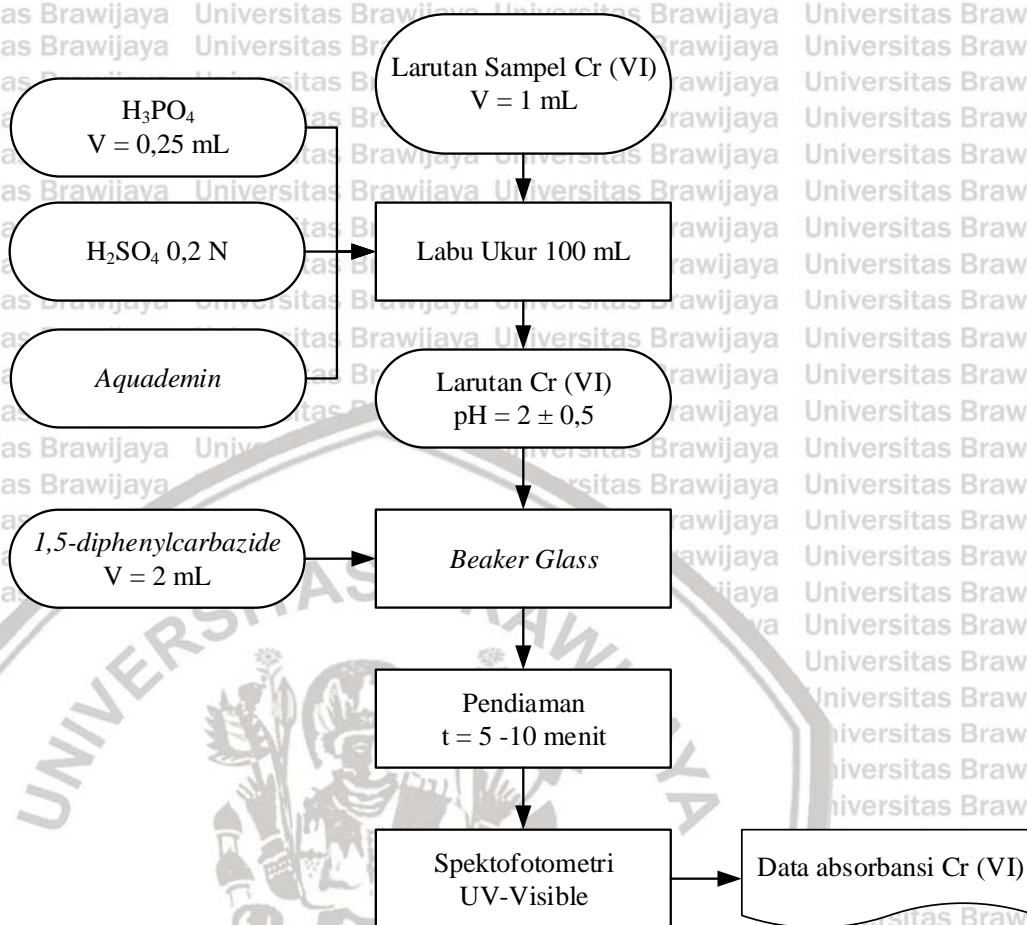 Larutan Sampel Cr (VI)
V = 1 mL
H₃PO₄
V = 0,25 mL
H₂SO₄ 0,2 N
Labu Ukur 100 mL
Aquademin
Larutan Cr (VI)
pH = 2 ± 0,5
1,5-diphenylcarbazide
V = 2 mL
Beaker Glass
Pendiaman
t = 5 -10 menit
Spektofotometri
UV-Visible
Data absorbansi Cr (VI)
UNIVERSITAS BRAWIJAYA